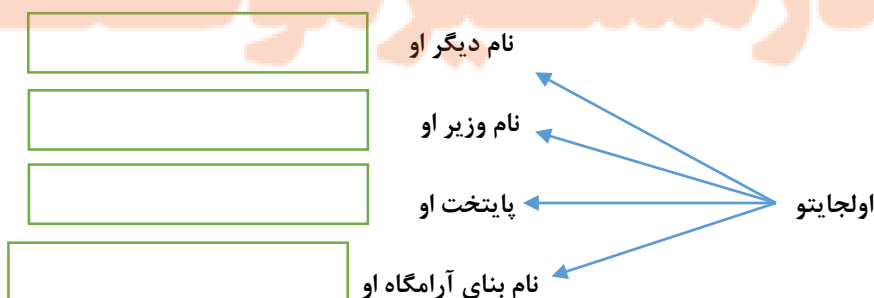 نام دیگر او
نام وزیر او
اولجایتو
پایتخت او
نام بنای آرامگاه او